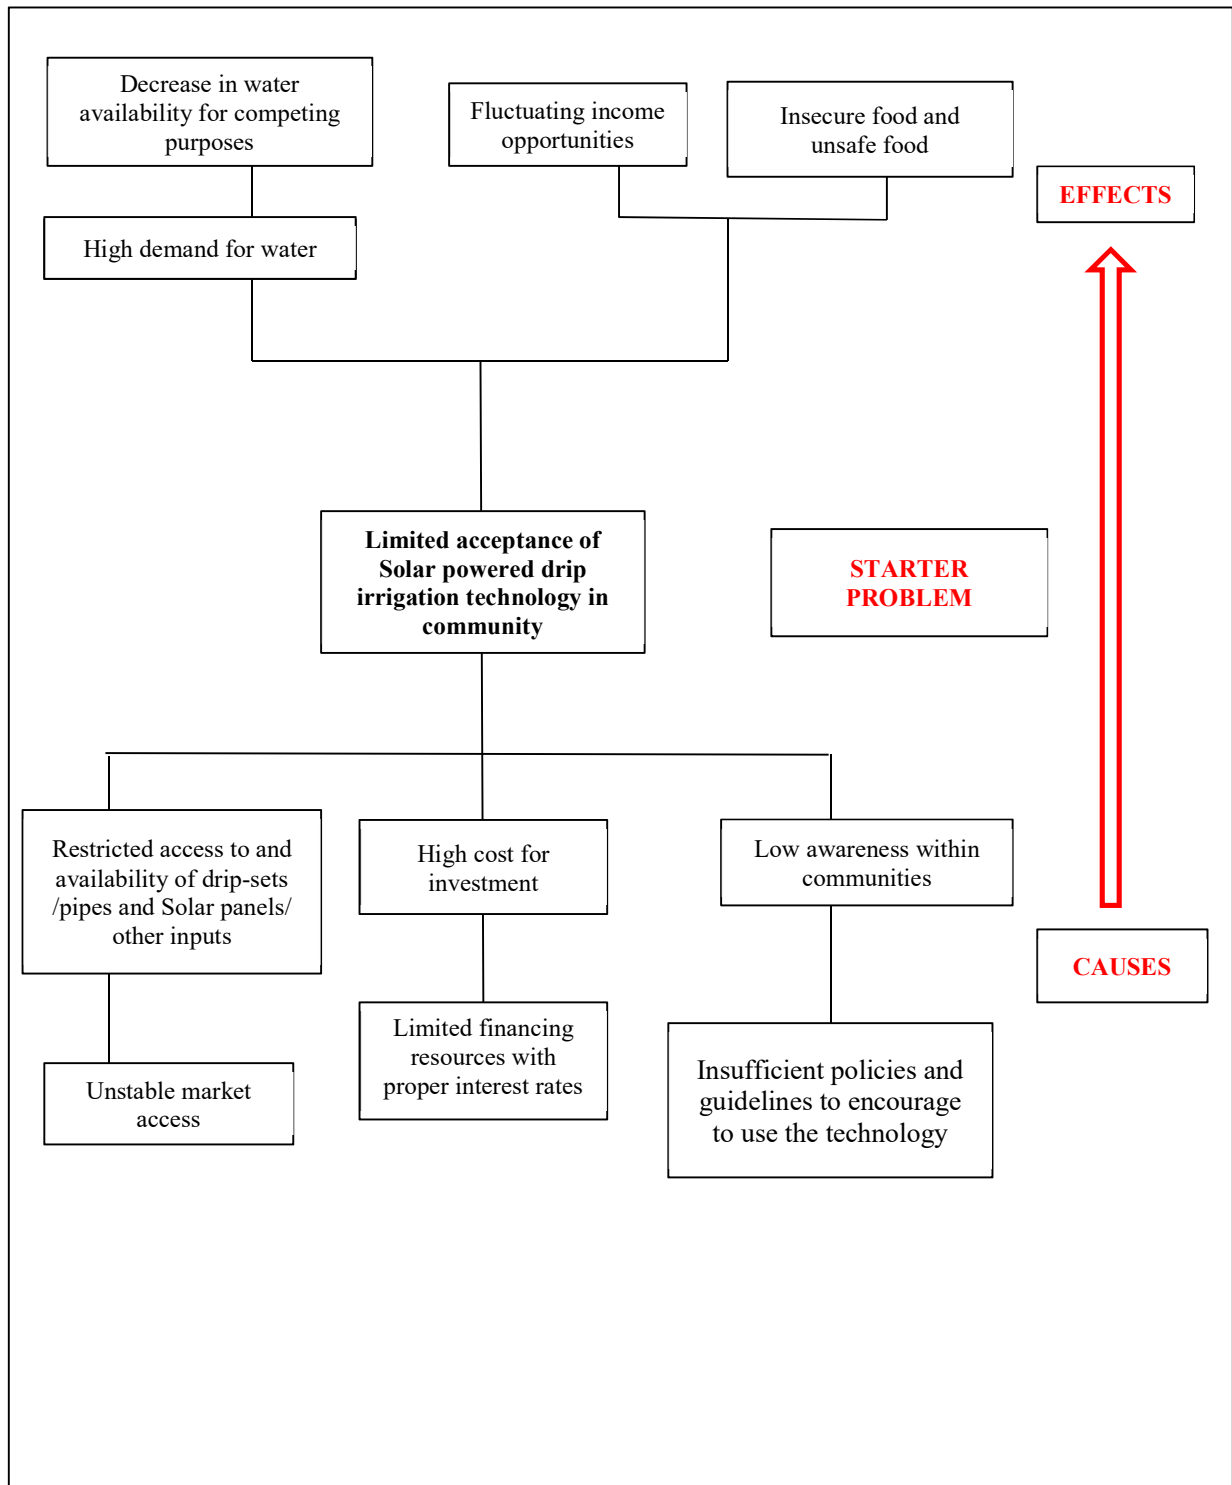 Decrease in water
availability for competing
purposes
Fluctuating income
opportunities
Insecure food and
unsafe food
EFFECTS
High demand for water
Limited acceptance of
Solar powered drip
irrigation technology in
community
STARTER
PROBLEM
Restricted access to and
availability of drip-sets
/pipes and Solar panels/
other inputs
High cost for
investment
Low awareness within
communities
CAUSES
Unstable market
access
Limited financing
resources with
proper interest rates
Insufficient policies and
guidelines to encourage
to use the technology